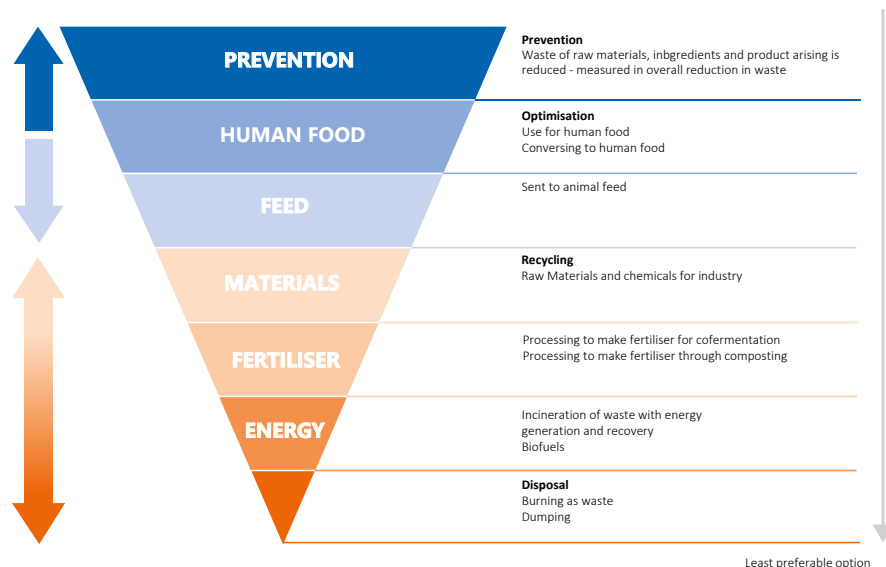 PREVENTION
Prevention
Waste of raw materials, inbgredients and product arising is
reduced - measured in overall reduction in waste
HUMAN FOOD
Optimisation
Use for human food
Conversing to human food
FEED
Sent to animal feed
MATERIALS
Recycling
Raw Materials and chemicals for industry
FERTILISER
Processing to make fertiliser for cofermentation
Processing to make fertiliser through composting
ENERGY
Incineration of waste with energy
generation and recovery
Biofuels
Disposal
Burning as waste
Dumping
Least preferable option